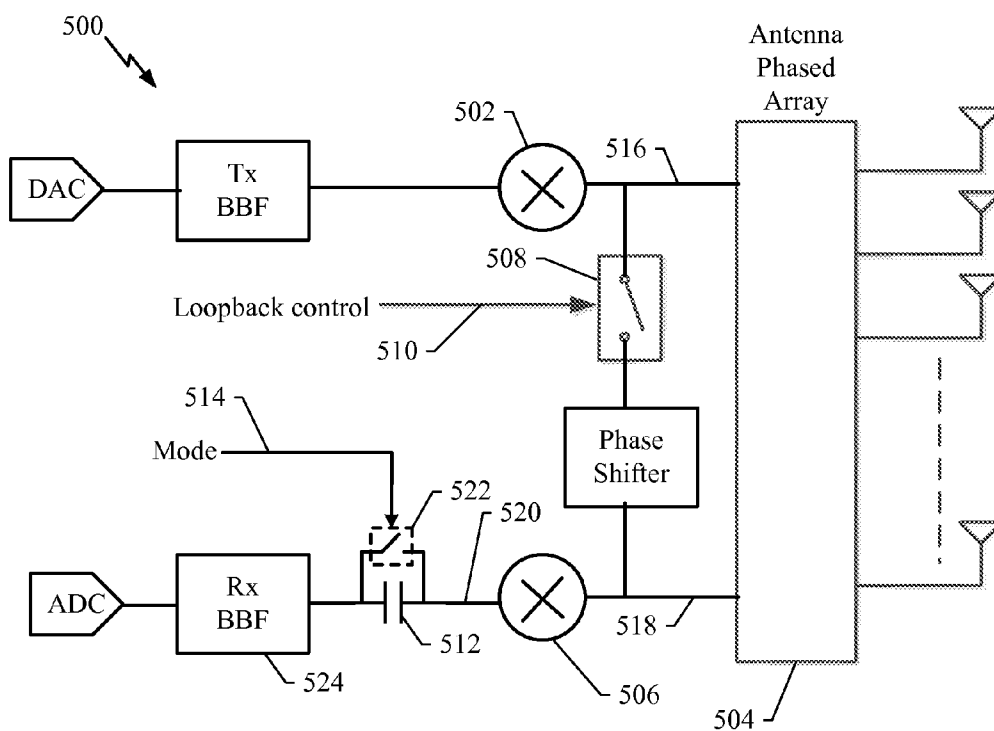 500
Antenna
Phased
Array
502
516
DAC
Tx
BBF
508
Loopback control
510
514
Mode
Phase
Shifter
522
520
ADC
Rx
BBF
512
518
524
506
504